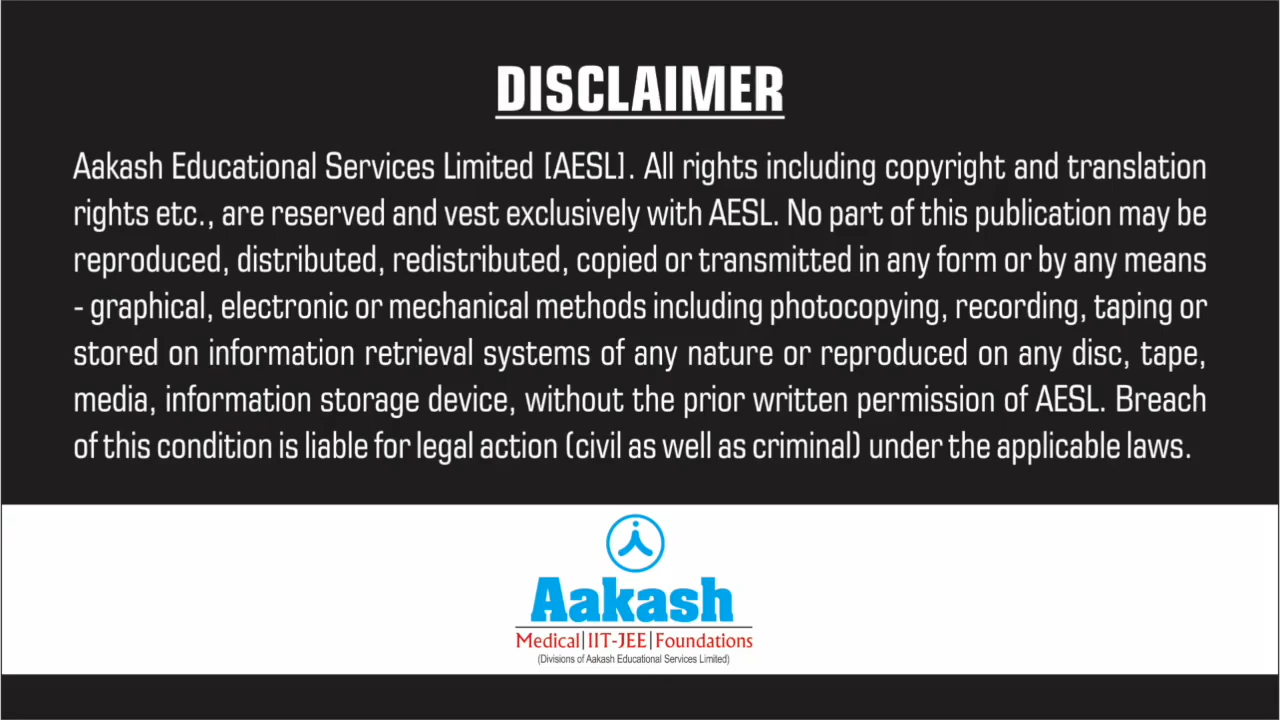 DISCLAIMER
Aakash Educational Services Limited [AESL]. All rights including copyright and translation
rights etc., are reserved and vest exclusively with AESL. No part of this publication may be
reproduced, distributed, redistributed, copied or transmitted in any form or by any means
- graphical, electronic or mechanical methods including photocopying, recording, taping or
stored on information retrieval systems of any nature or reproduced on any disc, tape,
media, information storage device, without the prior written permission of AESL. Breach
of this condition is liable for legal action (civil as well as criminal) under the applicable laws.
Aakash
Medical|IIT-JEE|Foundations
(Divisions of Aakash Educational Services Limited)